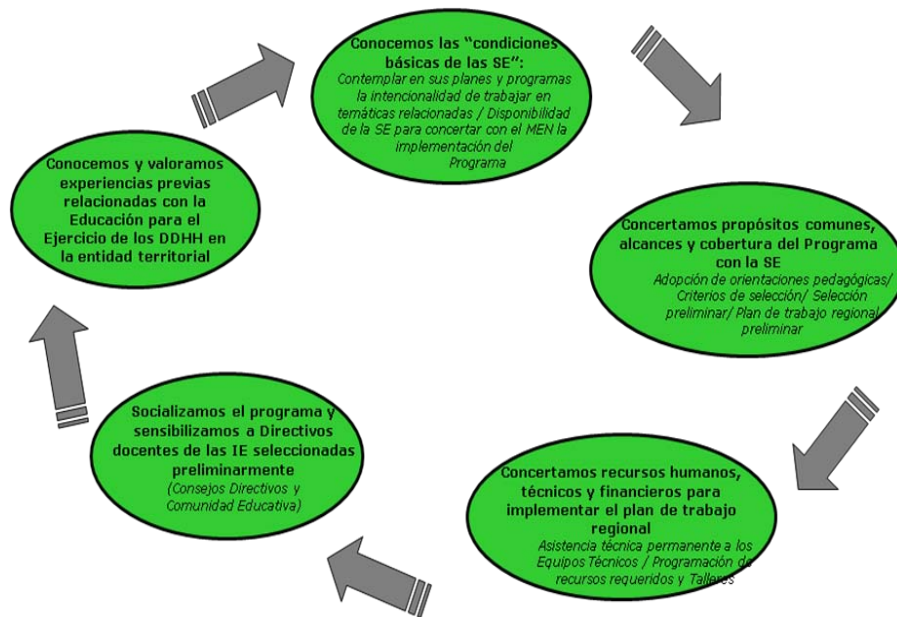 Conocemos las “condiciones
básicas de las SE”:
Contemplar en sus planes y programas
la intencionalidad de trabajar en
temáticas relacionadas / Disponibilidad
de la SE para concertar con el MEN la
implementación del
Programa
Concertamos propósitos comunes,
alcances y cobertura del Programa
con la SE
Adopción de orientaciones pedagógicas/
Criterios de selección/ Selección
preliminar/ Plan de trabajo regional
preliminar
Concertamos recursos humanos,
técnicos y financieros para
implementar el plan de trabajo
regional
Asistencia técnica permanente a los
Equipos Técnicos / Programación de
recursos requeridos y Talleres
Socializamos el programa y
sensibilizamos a Directivos
docentes de las IE seleccionadas
preliminarmente
(Consejos Directivos y
Comunidad Educativa)
Conocemos y valoramos
experiencias previas
relacionadas con la
Educación para el
Ejercicio de los DDHH en
la entidad territorial